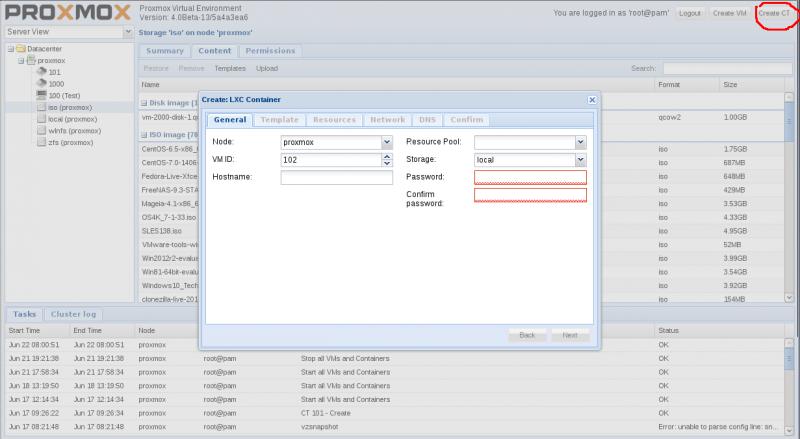 PROXMOX
Proxmox Virtual Environment
Version: 4.0Beta-13/5a4a3ea6
You are logged in as 'root@pam'
Logout
Create VM
Create CT
Server View
Storage 'iso' on node 'proxmox'
Datacenter
proxmox
101
1000
100 (Test)
iso (proxmox)
local (proxmox)
winfs (proxmox)
zfs (proxmox)
Summary Content Permissions
Restore Remove Templates Upload Search:
Name Format Size
Disk image
vm-2000-disk-1.q qcow2 1.00GB
ISO image
CentOS-6.5-x86_ iso 1.75GB
CentOS-7.0-1406- iso 687MB
Fedora-Live-Xfce iso 648MB
FreeNAS-9.3-STA iso 429MB
Mageia-4.1-x86_6 iso 3.53GB
OS4K_7-1-33.iso iso 4.33GB
SLES138.iso iso 4.95GB
VMware-tools-wi iso 52MB
Win2012r2-evalua iso 3.99GB
Win81-64bit-evalu iso 3.54GB
Windows10_Tech iso 3.92GB
clonezilla-live-20 iso 154MB
Create: LXC Container
General Template Resources Network DNS Confirm
Node: proxmox Resource Pool:
VM ID: 102 Storage: local
Hostname: Password:
Confirm
password:
Back Next
Tasks Cluster log
Start Time End Time Node Status
Jun 22 08:00:51 Jun 22 08:00:51 proxmox OK
Jun 21 19:21:38 Jun 21 19:21:38 proxmox root@pam Stop all VMs and Containers OK
Jun 21 17:58:34 Jun 21 17:58:34 proxmox root@pam Start all VMs and Containers OK
Jun 18 13:19:50 Jun 18 13:19:50 proxmox root@pam Start all VMs and Containers OK
Jun 17 12:14:34 Jun 17 12:14:34 proxmox root@pam Start all VMs and Containers OK
Jun 17 09:26:22 Jun 17 09:26:34 proxmox root@pam CT 101 - Create OK
Jun 17 08:21:48 Jun 17 08:21:48 proxmox root@pam vzsnapshot Error: unable to parse config line: sn...